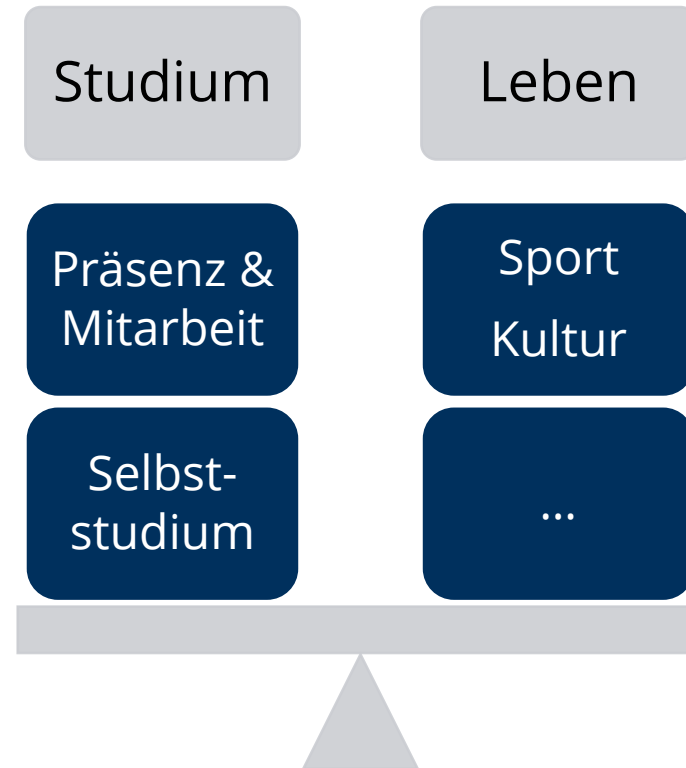 Studium
Leben
Präsenz &
Mitarbeit
Sport
Kultur
Selbst-
studium
...